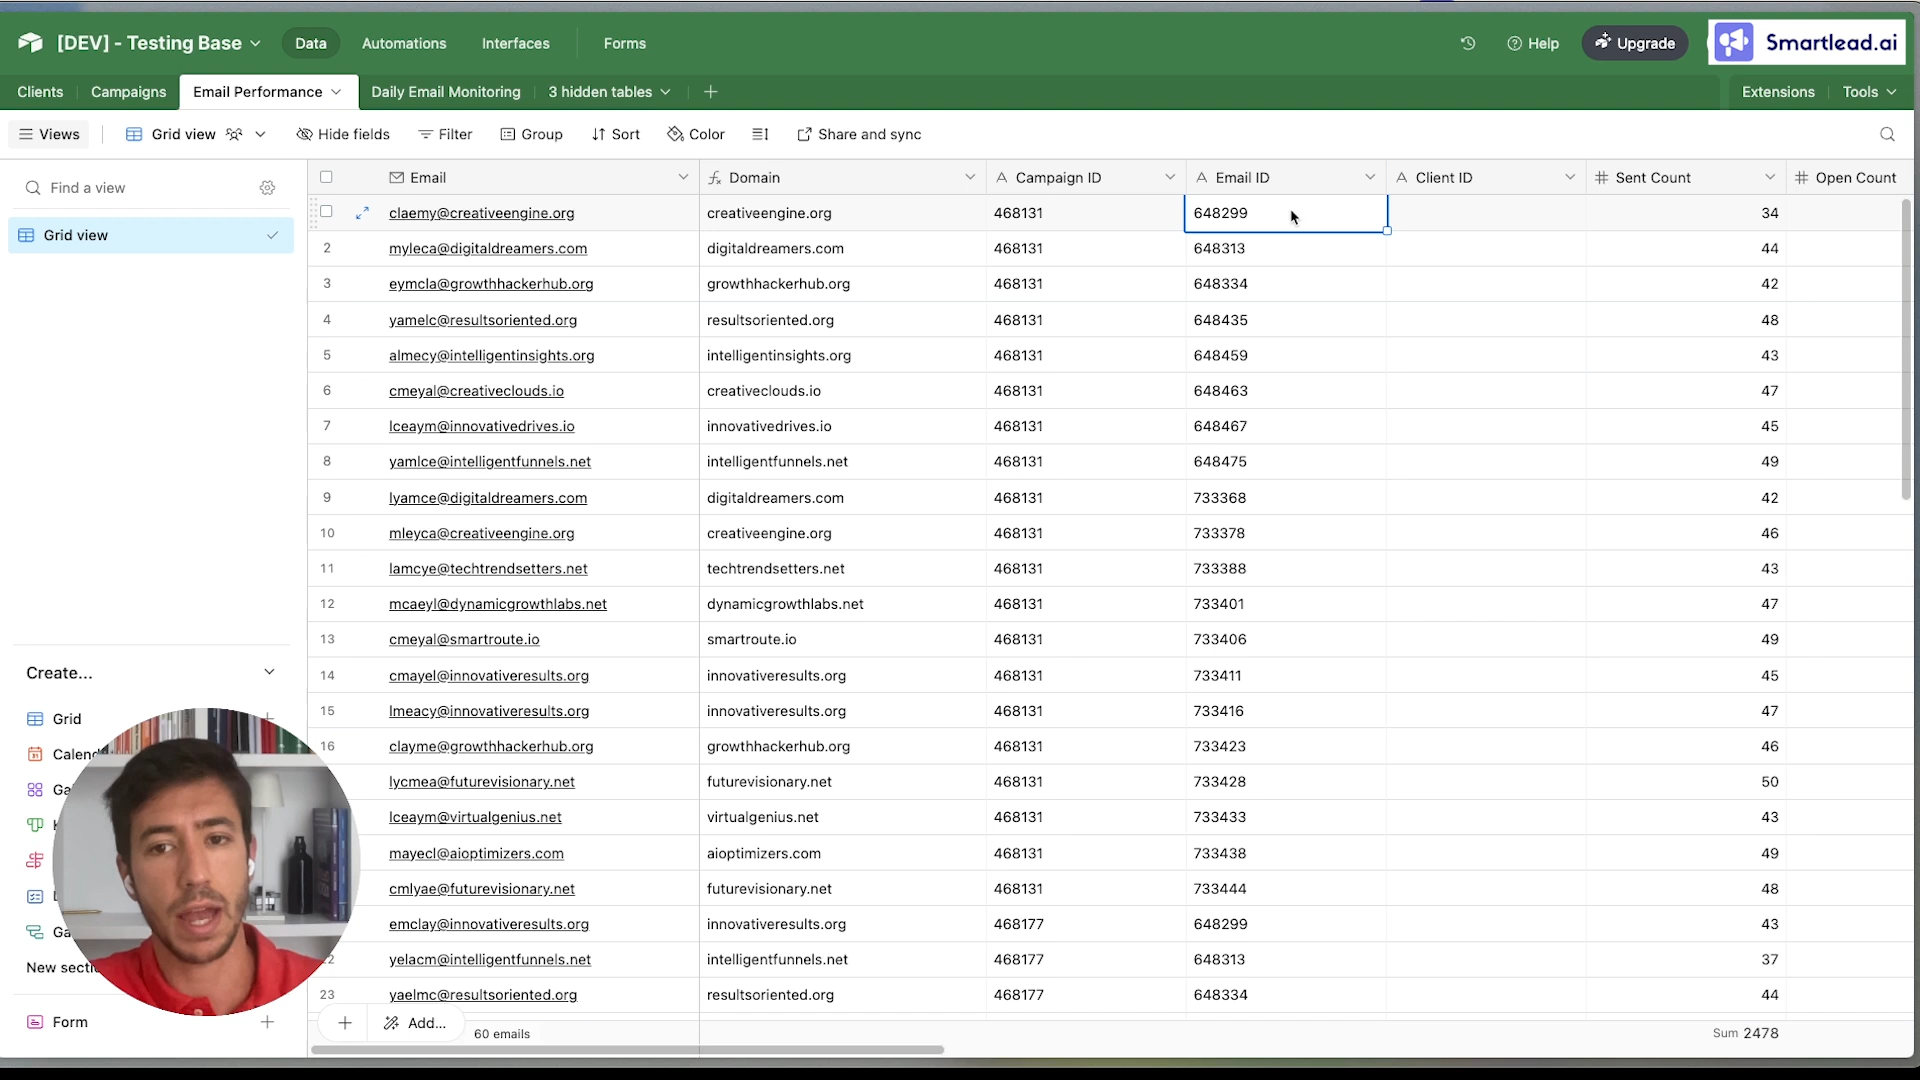 [DEV] - Testing Base Data Automations Interfaces Forms Help Upgrade Smartlead.ai
Clients Campaigns Email Performance Daily Email Monitoring 3 hidden tables Extensions Tools
Views Grid view Hide fields Filter Group Sort Color Share and sync
Find a view
Grid view
Email Domain Campaign ID Email ID Client ID Sent Count Open Count
claemy@creativeengine.org creativeengine.org 468131 648299 34
2 myleca@digitaldreamers.com digitaldreamers.com 468131 648313 44
3 eymcla@growthhackerhub.org growthhackerhub.org 468131 648334 42
4 yamelc@resultsoriented.org resultsoriented.org 468131 648435 48
5 almecy@intelligentinsights.org intelligentinsights.org 468131 648459 43
6 cmeyal@creativeclouds.io creativeclouds.io 468131 648463 47
7 lceaym@innovativedrives.io innovativedrives.io 468131 648467 45
8 yamlce@intelligentfunnels.net intelligentfunnels.net 468131 648475 49
9 lyamce@digitaldreamers.com digitaldreamers.com 468131 733368 42
10 mleyca@creativeengine.org creativeengine.org 468131 733378 46
11 lamcye@techtrendsetters.net techtrendsetters.net 468131 733388 43
12 mcaeyl@dynamicgrowthlabs.net dynamicgrowthlabs.net 468131 733401 47
13 cmeyal@smartroute.io smartroute.io 468131 733406 49
14 cmayel@innovativeresults.org innovativeresults.org 468131 733411 45
15 lmeacy@innovativeresults.org innovativeresults.org 468131 733416 47
16 clayme@growthhackerhub.org growthhackerhub.org 468131 733423 46
lycmea@futurevisionary.net futurevisionary.net 468131 733428 50
lceaym@virtualgenius.net virtualgenius.net 468131 733433 43
mayecl@aioptimizers.com aioptimizers.com 468131 733438 49
cmlyae@futurevisionary.net futurevisionary.net 468131 733444 48
emclay@innovativeresults.org innovativeresults.org 468177 648299 43
yelacm@intelligentfunnels.net intelligentfunnels.net 468177 648313 37
23 yaelmc@resultsoriented.org resultsoriented.org 468177 648334 44
Create...
Grid
Form
Add... 60 emails Sum 2478